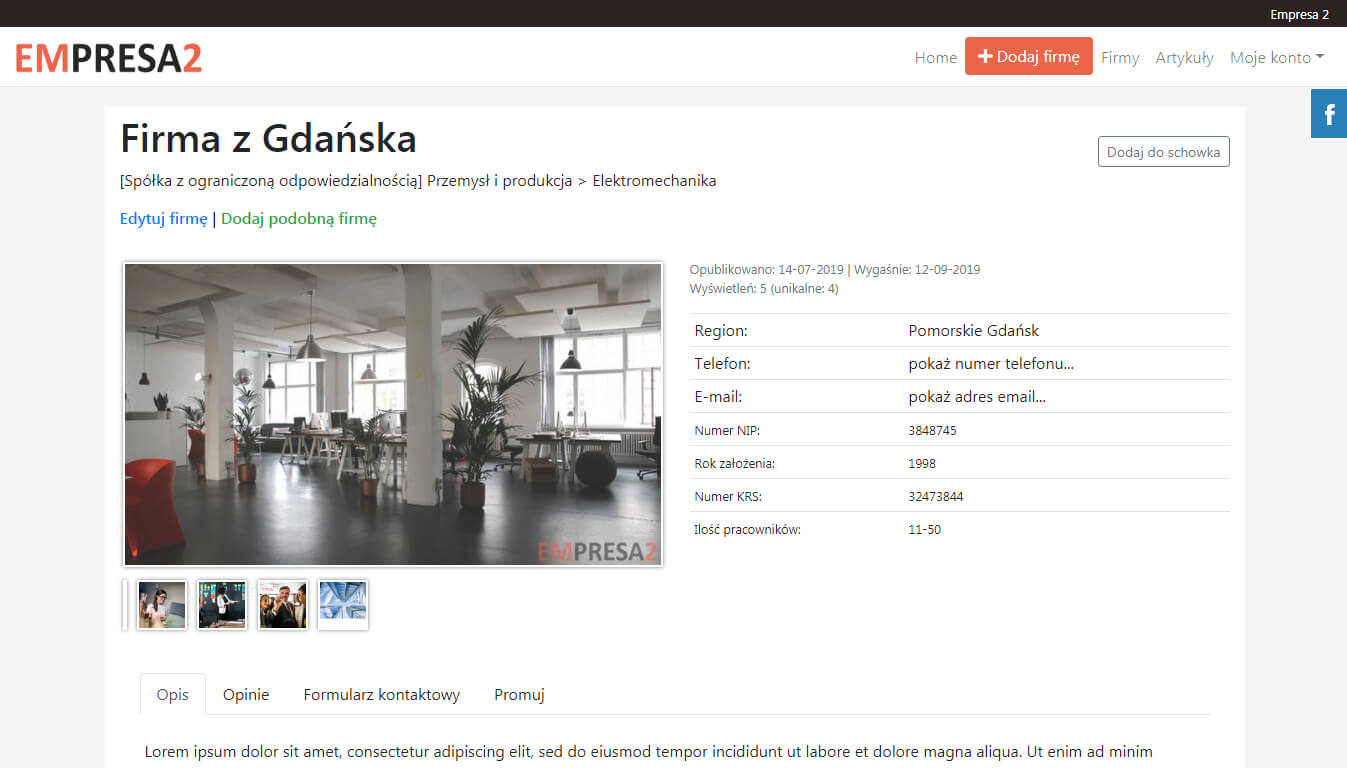 Empresa 2
EMPRESA2
Home
Dodaj firmę
Firmy
Artykuły
Moje konto
f
Firma z Gdańska
Dodaj do schowka
[Spółka z ograniczoną odpowiedzialnością] Przemysł i produkcja > Elektromechanika
Edytuj firmę | Dodaj podobną firmę
Opublikowano: 14-07-2019 | Wygaśnie: 12-09-2019
Wyświetleń: 5 (unikalne: 4)
Region: Pomorskie Gdańsk
Telefon: pokaż numer telefonu...
E-mail: pokaż adres email...
Numer NIP: 3848745
Rok założenia: 1998
Numer KRS: 32473844
Ilość pracowników: 11-50
EMPRESA2
Opis
Opinie
Formularz kontaktowy
Promuj
Lorem ipsum dolor sit amet, consectetur adipiscing elit, sed do eiusmod tempor incididunt ut labore et dolore magna aliqua. Ut enim ad minim